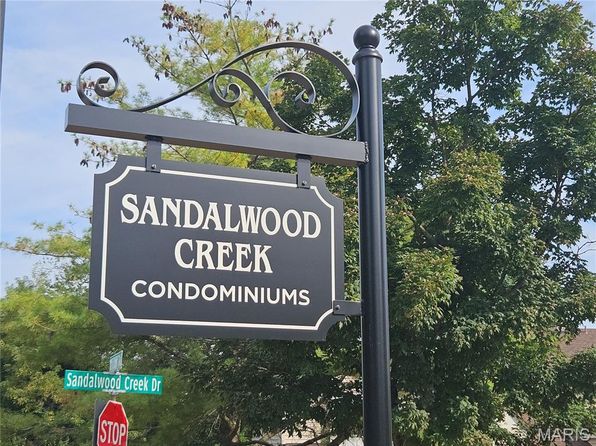 SANDALWOOD
CREEK
CONDOMINIUMS
Sandalwood Creek Dr
STOP
MARIS